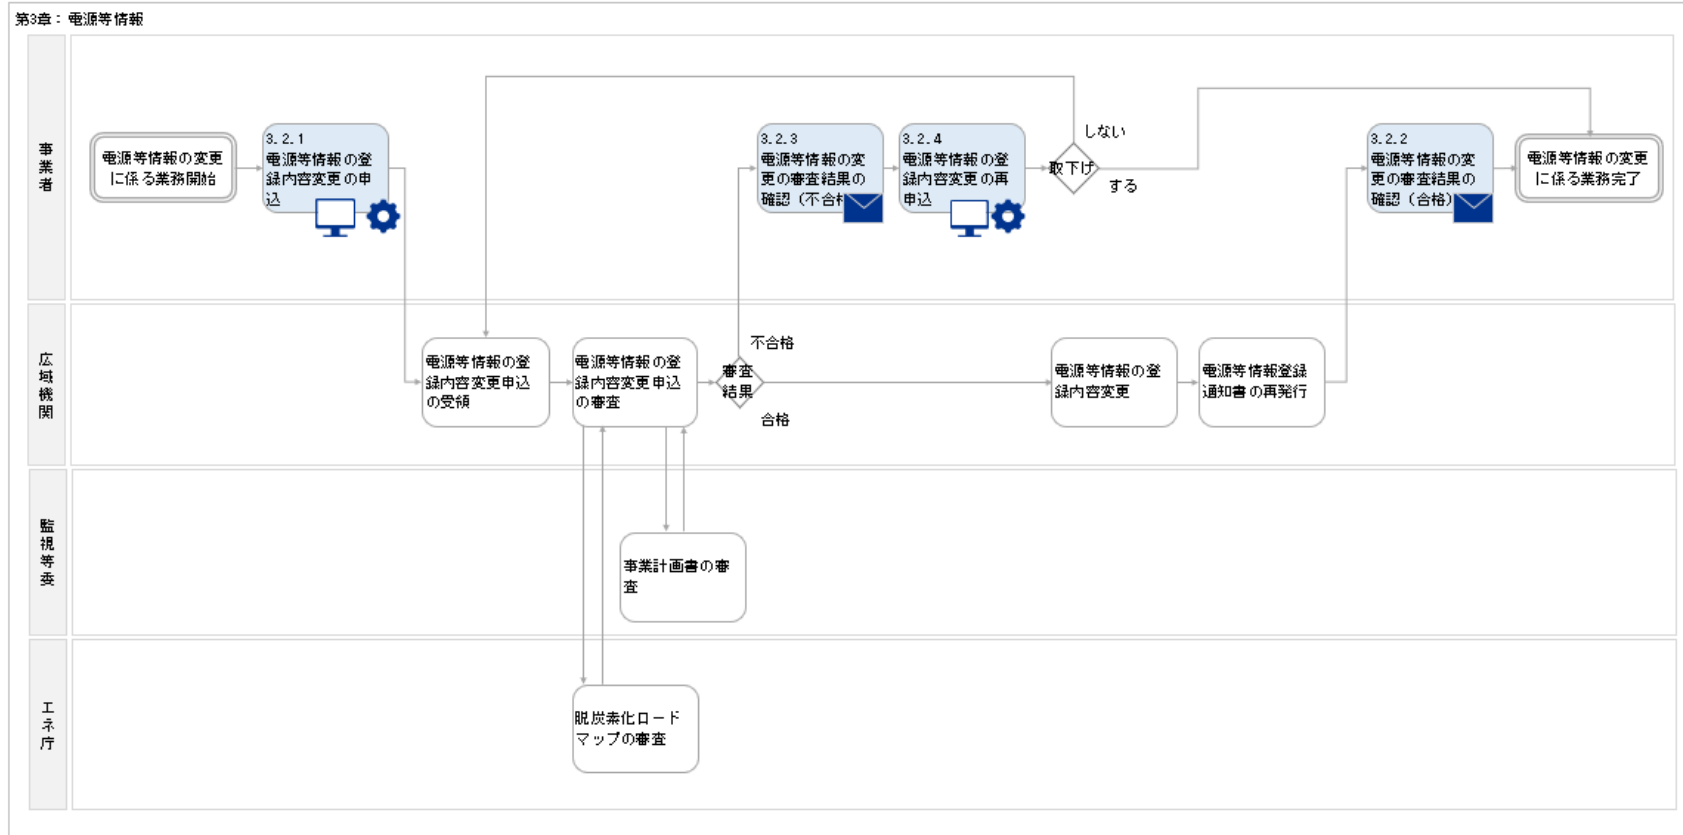 第3章：電源等情報
事業者
電源等情報の変更
に係る業務開始
3.2.1
電源等情報の登
録内容変更の申
込
3.2.3
電源等情報の変
更の審査結果の
確認（不合格
3.2.4
電源等情報の登
録内容変更の再
申込
取下げ
しない
する
3.2.2
電源等情報の変
更の審査結果の
確認（合格）
電源等情報の変更
に係る業務完了
広域機関
電源等情報の登
録内容変更申込
の受領
電源等情報の登
録内容変更申込
の審査
審査
結果
不合格
合格
電源等情報の登
録内容変更
電源等情報登録
通知書の再発行
監視等委
事業計画書の審
査
エネ庁
脱炭素化ロード
マップの審査